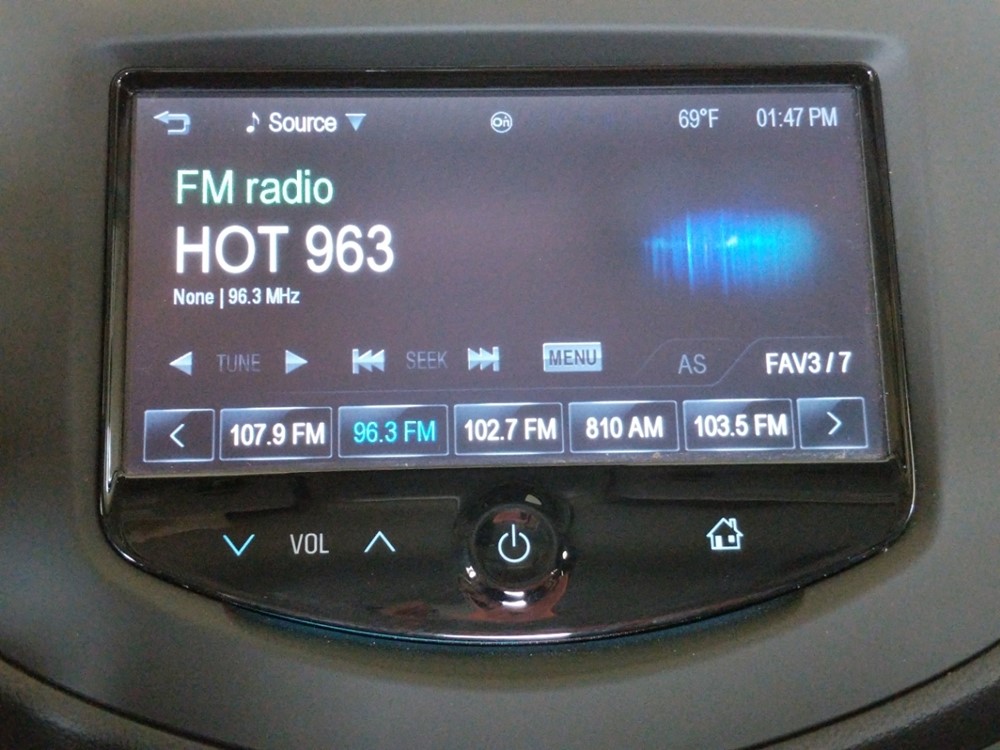 Source On 69°F 01:47 PM
FM radio
HOT 963
None | 96.3 MHz
TUNE SEEK MENU AS FAV3 / 7
107.9 FM 96.3 FM 102.7 FM 810 AM 103.5 FM
VOL